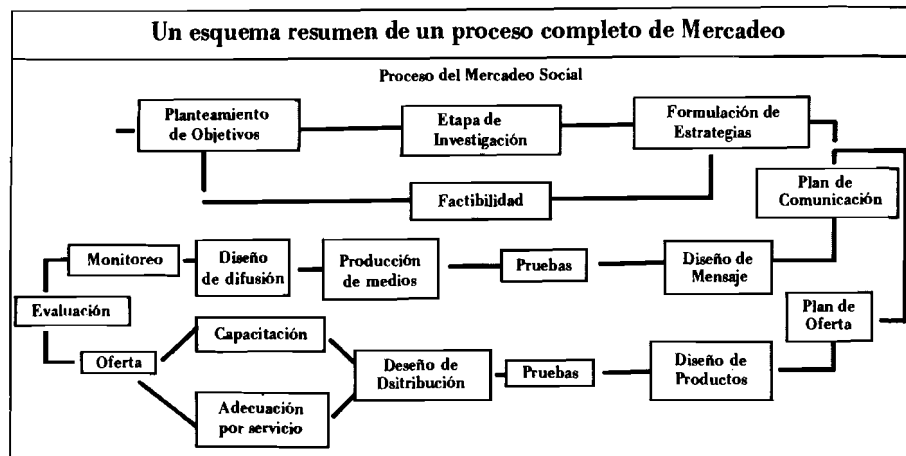 Un esquema resumen de un proceso completo de Mercadeo
Proceso del Mercadeo Social
Planteamiento
de Objetivos
Etapa de
Investigación
Formulación de
Estrategias
Factibilidad
Plan de
Comunicación
Monitoreo
Diseño
de difusión
Producción
de medios
Pruebas
Diseño de
Mensaje
Evaluación
Plan de
Oferta
Oferta
Capacitación
Adecuación
por servicio
Deseño de
Dsitribución
Pruebas
Diseño de
Productos